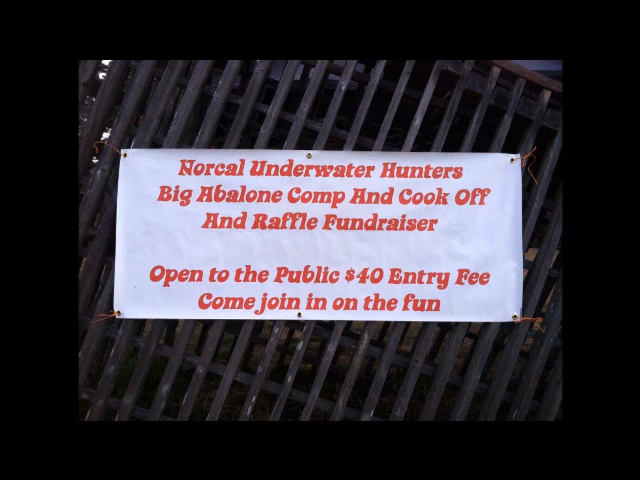 Norcal Underwater Hunters
Big Abalone Comp And Cook Off
And Raffle Fundraiser
Open to the Public $40 Entry Fee
Come join in on the fun